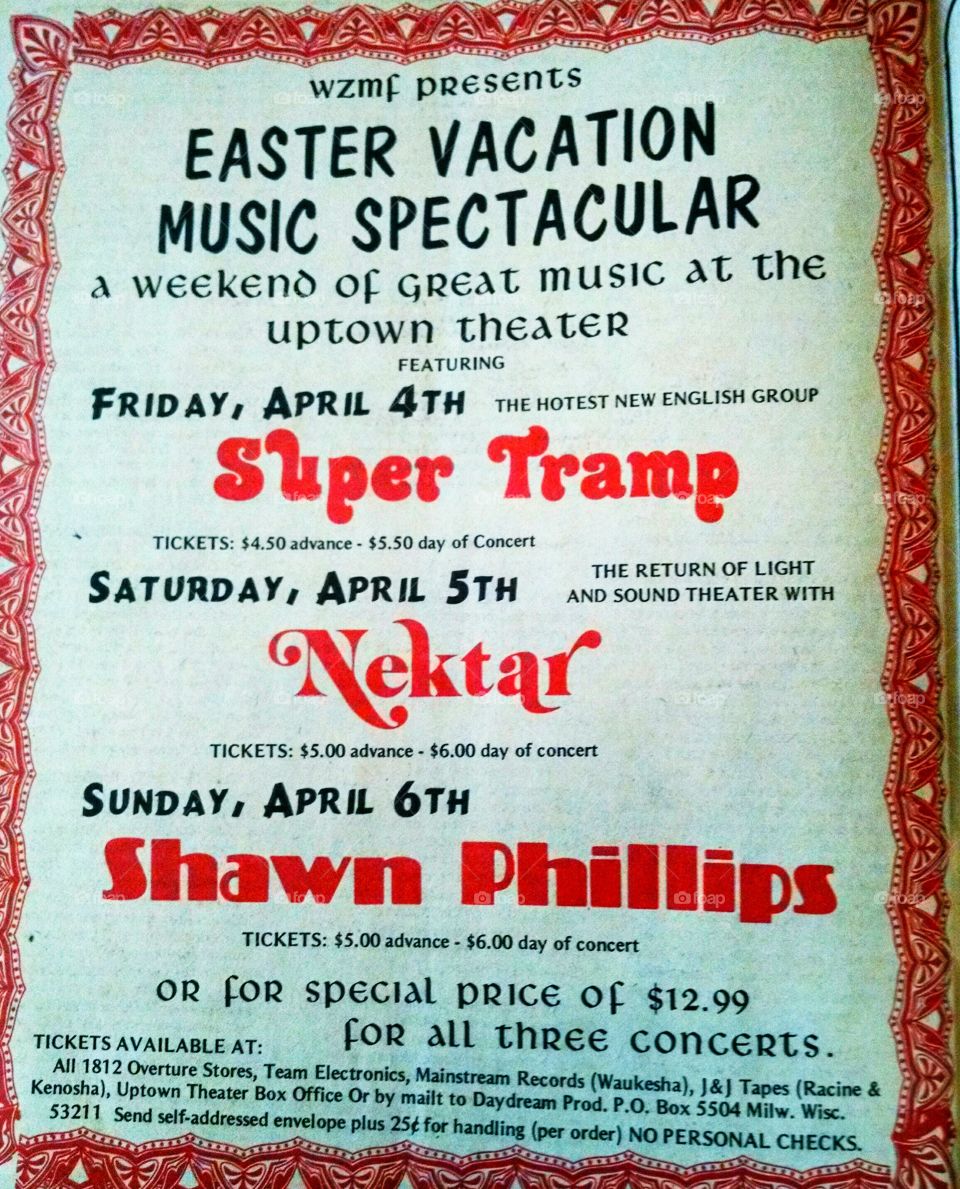 wzmf presents
EASTER VACATION
MUSIC SPECTACULAR
a weekend of great music at the
uptown theater
FEATURING
FRIDAY, APRIL 4TH THE HOTEST NEW ENGLISH GROUP
Super Tramp
TICKETS: $4.50 advance - $5.50 day of Concert
SATURDAY, APRIL 5TH THE RETURN OF LIGHT
AND SOUND THEATER WITH
Nektar
TICKETS: $5.00 advance - $6.00 day of concert
SUNDAY, APRIL 6TH
Shawn Phillips
TICKETS: $5.00 advance - $6.00 day of concert
or for special price of $12.99
for all three concerts.
TICKETS AVAILABLE AT:
All 1812 Overture Stores, Team Electronics, Mainstream Records (Waukesha), J&J Tapes (Racine &
Kenosha), Uptown Theater Box Office Or by mailt to Daydream Prod. P.O. Box 5504 Milw. Wisc.
53211 Send self-addressed envelope plus 25¢ for handling (per order) NO PERSONAL CHECKS.
foap